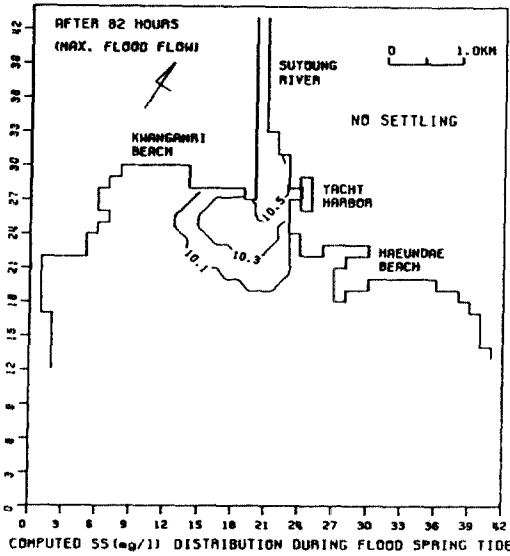 AFTER 82 HOURS
(MAX. FLOOD FLOW)
SUYOUNG
RIVER
0 1.0KM
NO SETTLING
KWANGANRI
BEACH
YACHT
HARBOR
HAEUNDAE
BEACH
10.5
10.3
10.1
42
39
36
33
30
27
24
21
18
15
12
9
6
3
0
0 3 6 9 12 15 18 21 24 27 30 33 36 39 42
COMPUTED SS(mg/l) DISTRIBUTION DURING FLOOD SPRING TIDE